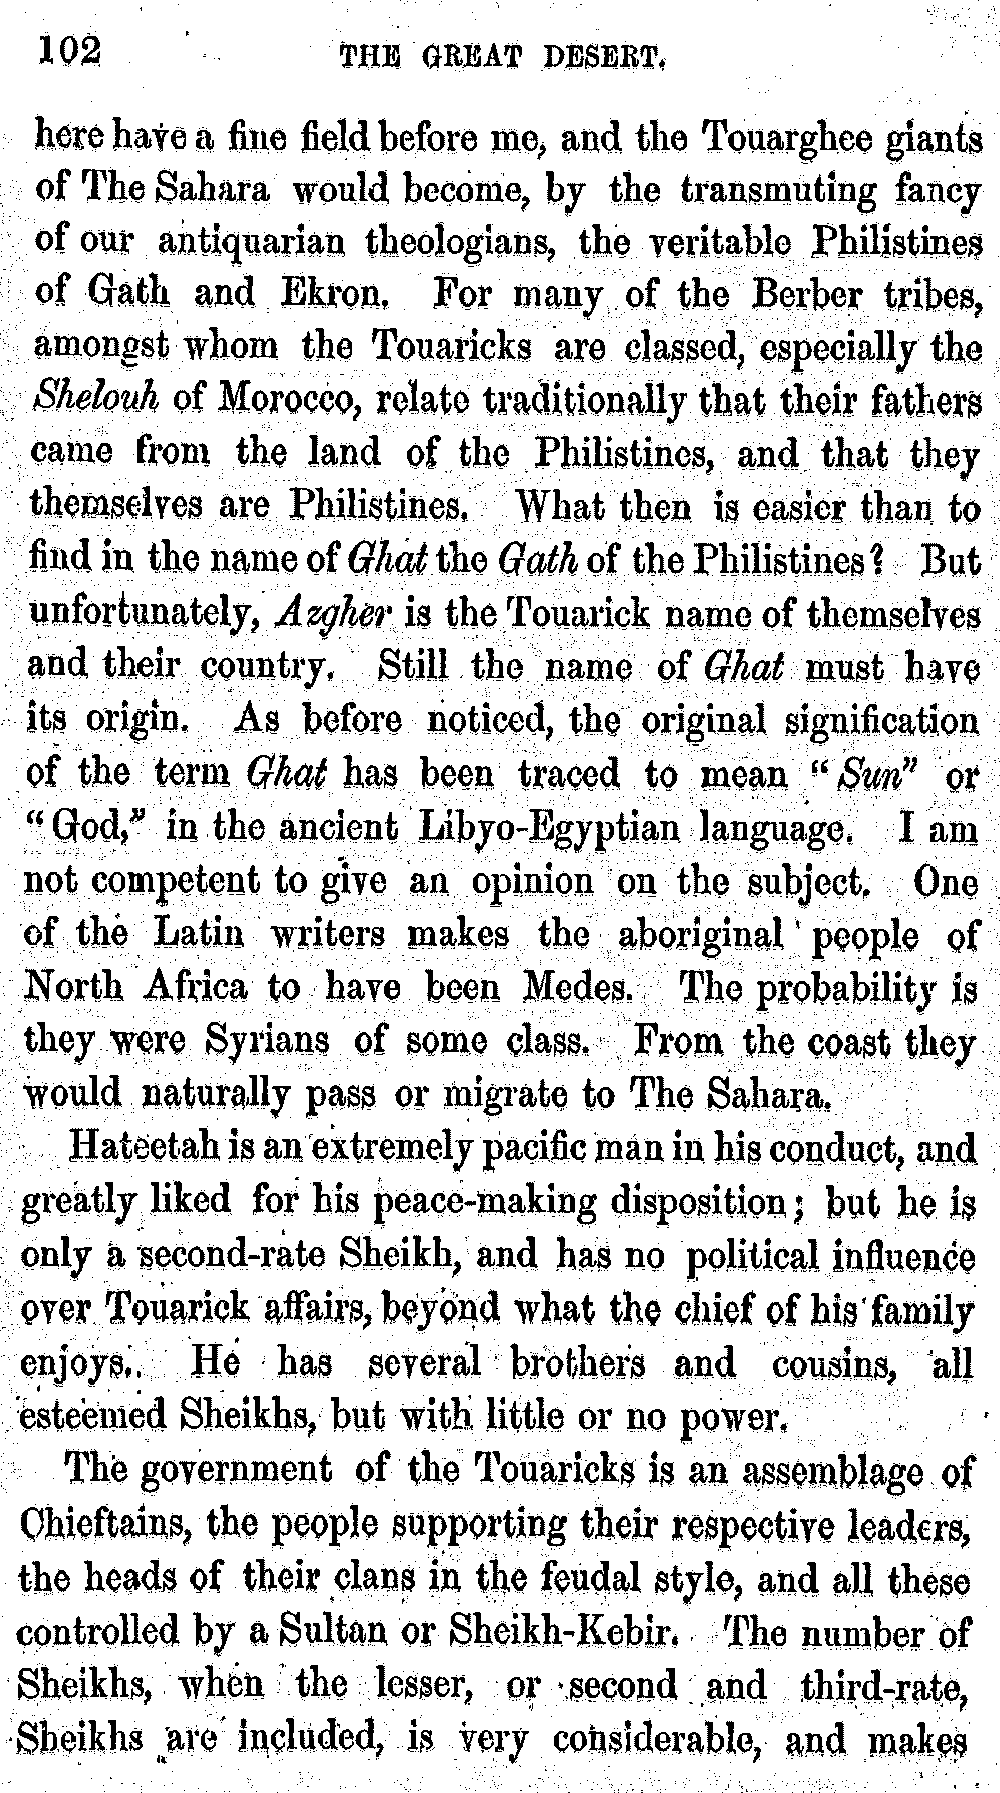 102 THE GREAT DESERT.
here have a fine field before me, and the Touarghee giants
of The Sahara would become, by the transmuting fancy
of our antiquarian theologians, the veritable Philistines
of Gath and Ekron. For many of the Berber tribes,
amongst whom the Touaricks are classed, especially the
Shelouh of Morocco, relate traditionally that their fathers
came from the land of the Philistines, and that they
themselves are Philistines. What then is easier than to
find in the name of Ghat the Gath of the Philistines? But
unfortunately, Azgher is the Touarick name of themselves
and their country. Still the name of Ghat must have
its origin. As before noticed, the original signification
of the term Ghat has been traced to mean "Sun" or
"God," in the ancient Libyo-Egyptian language. I am
not competent to give an opinion on the subject. One
of the Latin writers makes the aboriginal people of
North Africa to have been Medes. The probability is
they were Syrians of some class. From the coast they
would naturally pass or migrate to The Sahara.
Hateetah is an extremely pacific man in his conduct, and
greatly liked for his peace-making disposition; but he is
only a second-rate Sheikh, and has no political influence
over Touarick affairs, beyond what the chief of his family
enjoys. He has several brothers and cousins, all
esteemed Sheikhs, but with little or no power.
The government of the Touaricks is an assemblage of
Chieftains, the people supporting their respective leaders,
the heads of their clans in the feudal style, and all these
controlled by a Sultan or Sheikh-Kebir. The number of
Sheikhs, when the lesser, or second and third-rate,
Sheikhs are included, is very considerable, and makes